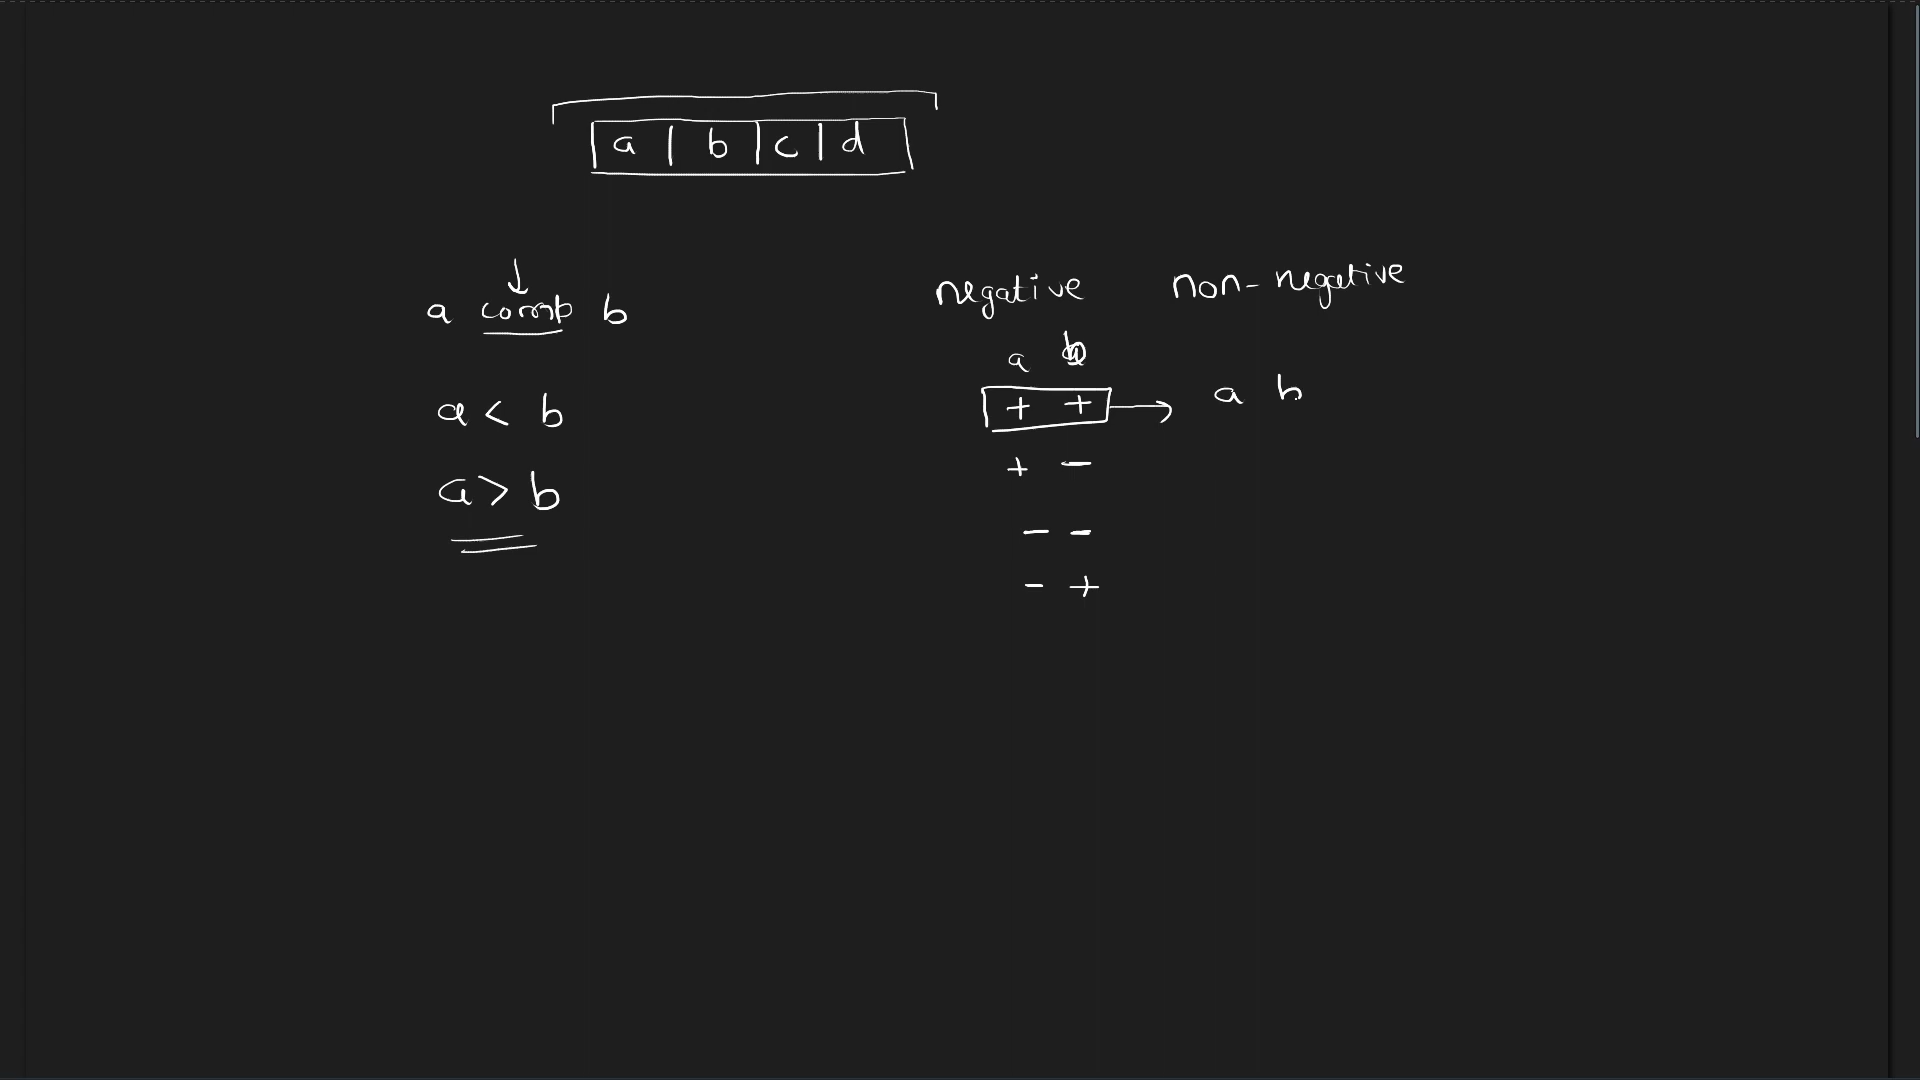 a | b | c | d
a comp b
negative non-negative
a b
+ + → a b
a < b
+ -
a > b
- -
- +